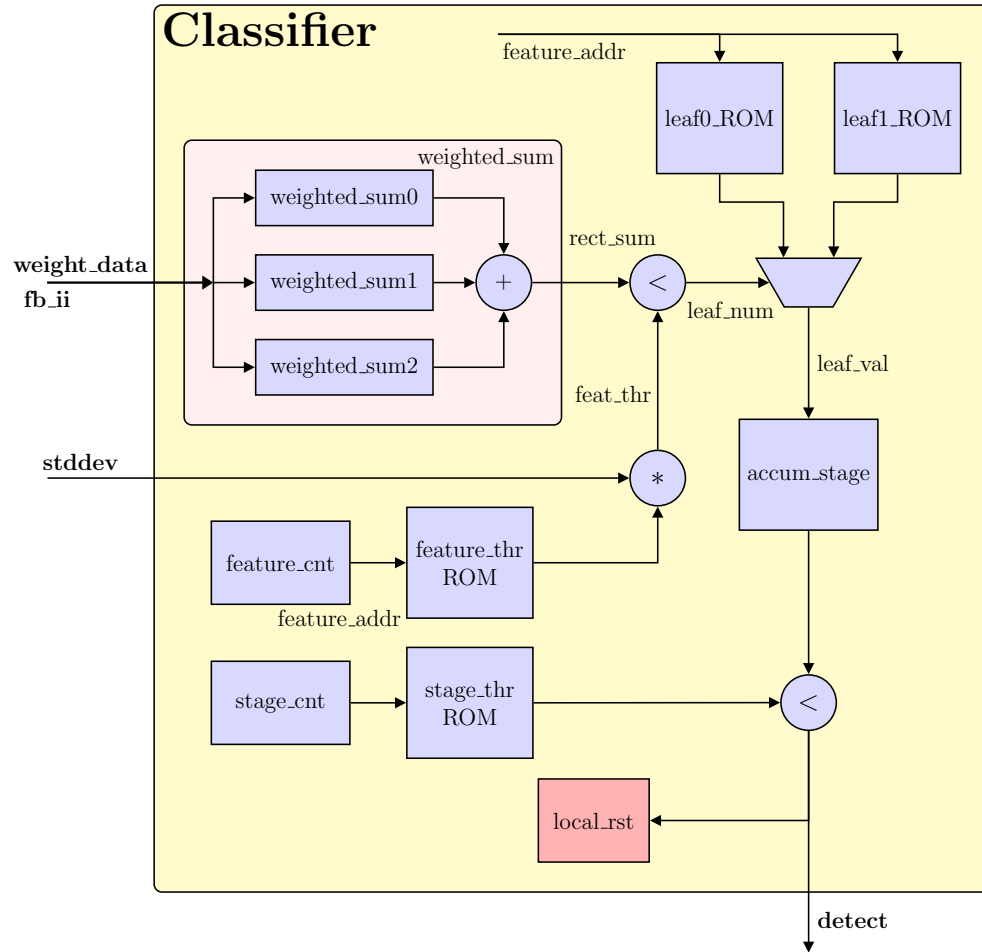 Classifier
feature_addr
leaf0_ROM
leaf1_ROM
weighted_sum
weighted_sum0
rect_sum
weight_data
fb_ii
weighted_sum1
+
<
leaf_num
weighted_sum2
leaf_val
feat_thr
stddev
*
accum_stage
feature_cnt
feature_thr
ROM
feature_addr
stage_cnt
stage_thr
ROM
<
local_rst
detect